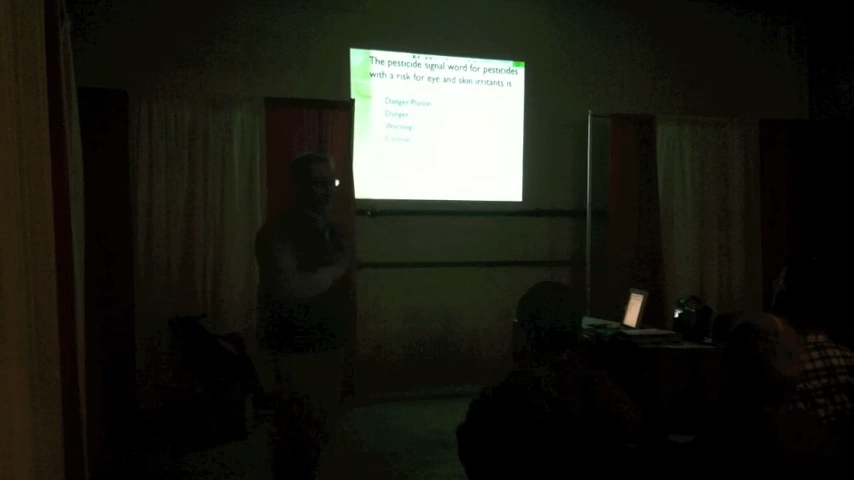 The pesticide signal word for pesticides
with a risk for eye and skin irritants is
Danger/Poison
Danger
Warning
Caution